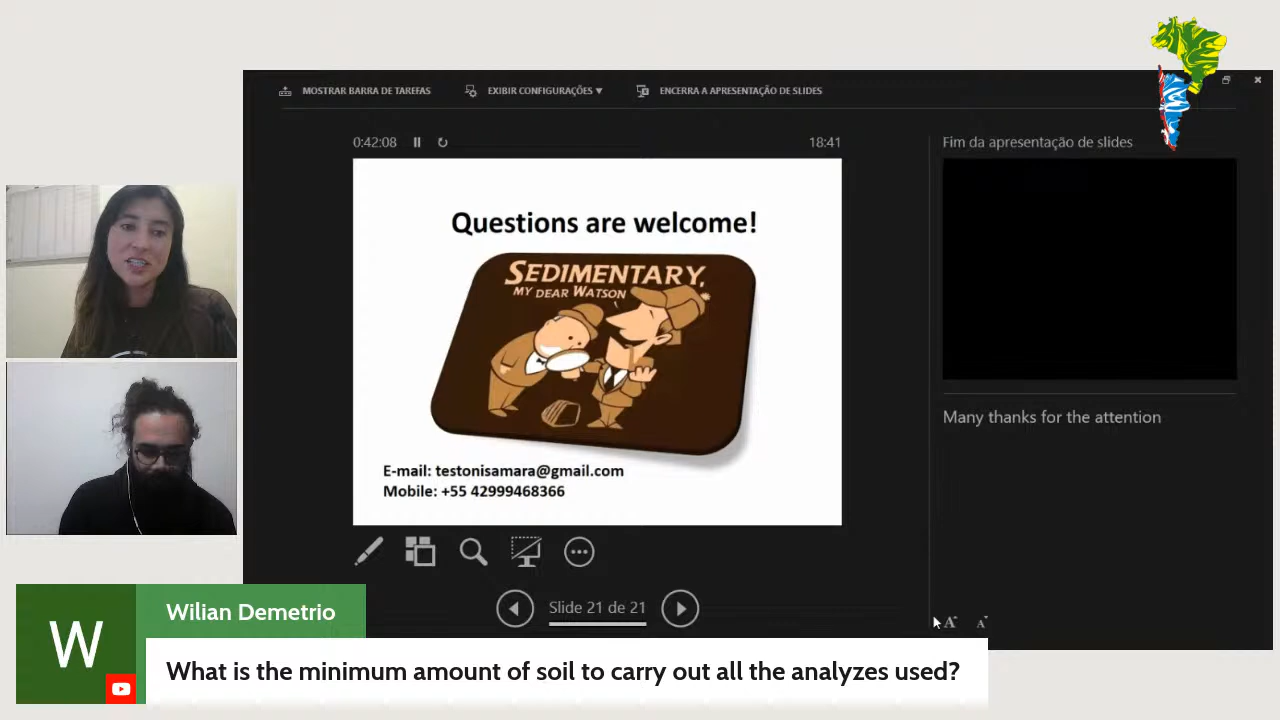 MOSTRAR BARRA DE TAREFAS
EXIBIR CONFIGURAÇÕES ▾
ENCERRA A APRESENTAÇÃO DE SLIDES
0:42:08
18:41
Fim da apresentação de slides
Questions are welcome!
SEDIMENTARY,
MY DEAR WATSON
E-mail: testonisamara@gmail.com
Mobile: +55 42999468366
Many thanks for the attention
Slide 21 de 21
A A
W
Wilian Demetrio
What is the minimum amount of soil to carry out all the analyzes used?